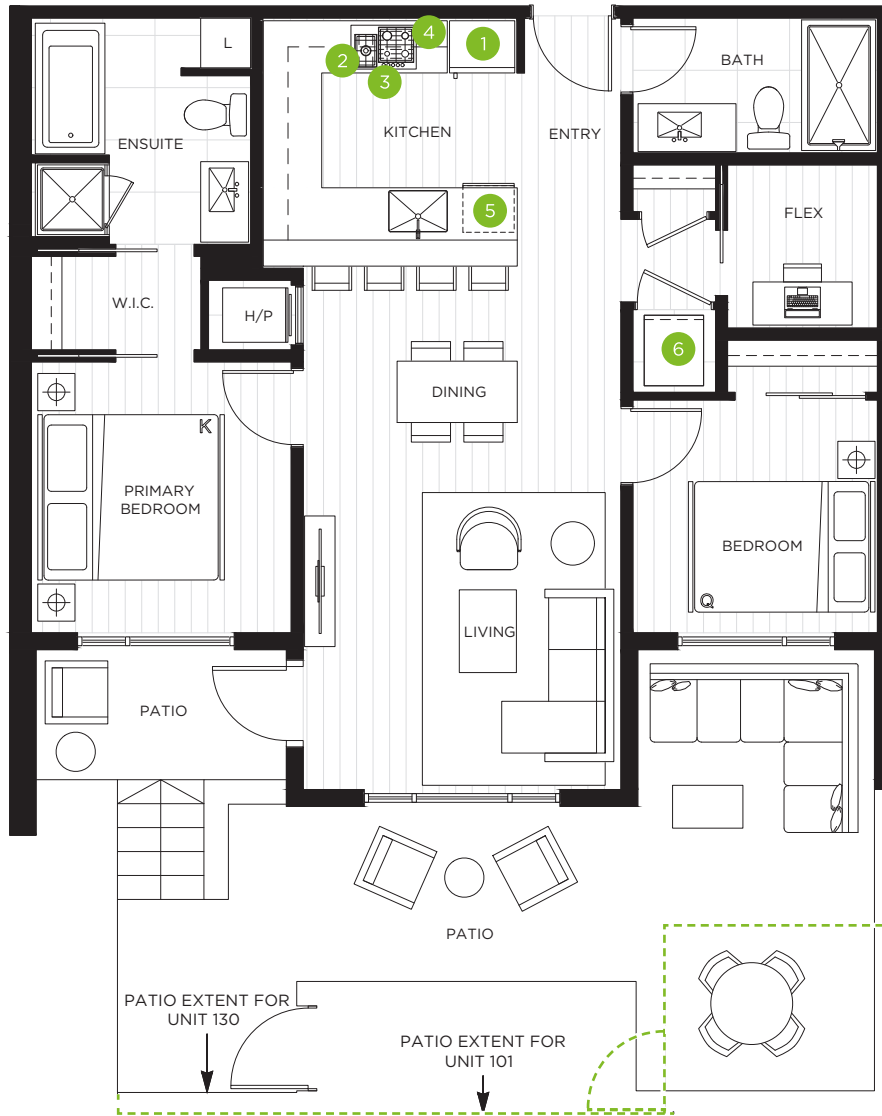 L
4
1
2
3
BATH
ENSUITE
KITCHEN
ENTRY
5
FLEX
W.I.C.
H/P
6
DINING
K
PRIMARY
BEDROOM
BEDROOM
Q
LIVING
PATIO
PATIO
PATIO EXTENT FOR
UNIT 130
PATIO EXTENT FOR
UNIT 101